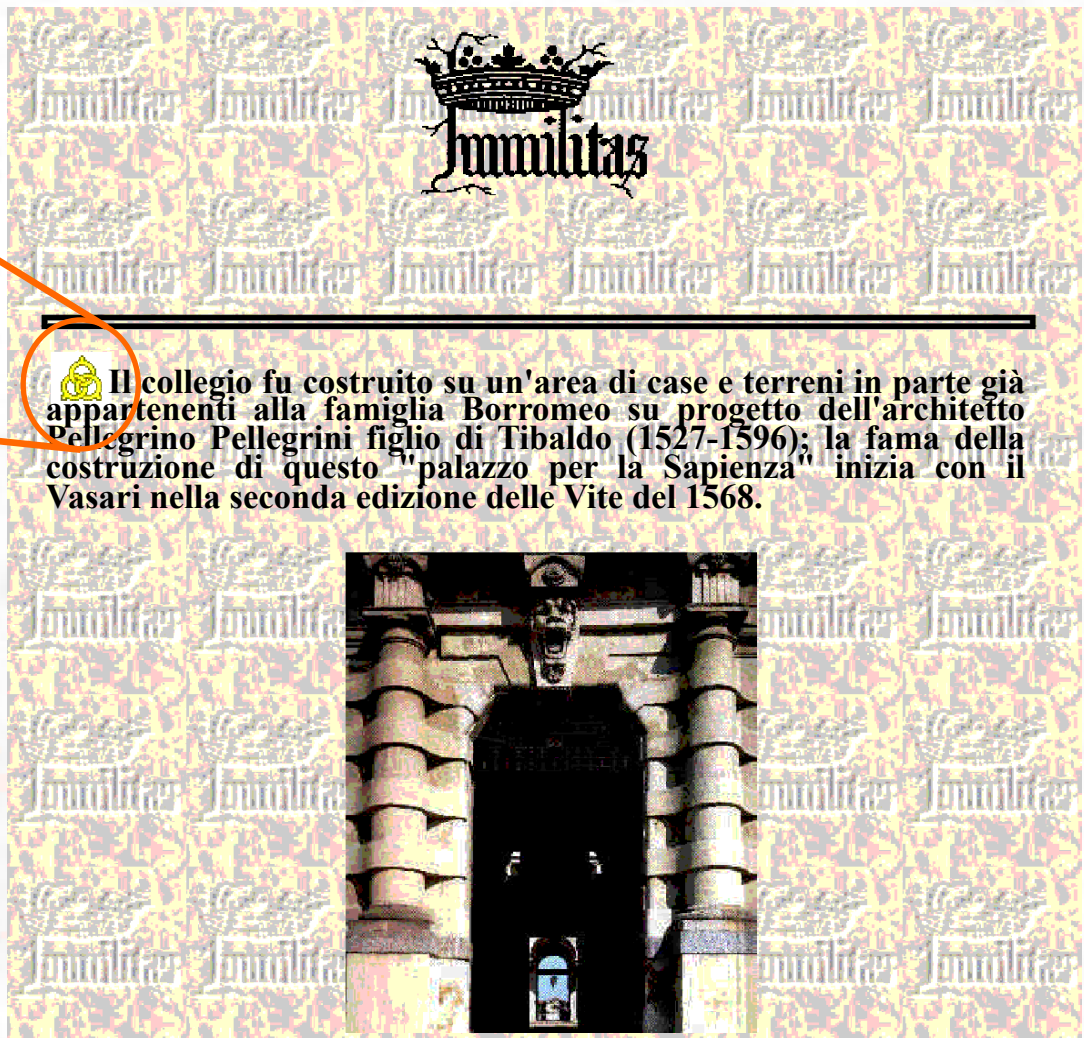 humilitas
Il collegio fu costruito su un'area di case e terreni in parte già
appartenenti alla famiglia Borromeo su progetto dell'architetto
Pellegrino Pellegrini figlio di Tibaldo (1527-1596); la fama della
costruzione di questo "palazzo per la Sapienza" inizia con il
Vasari nella seconda edizione delle Vite del 1568.